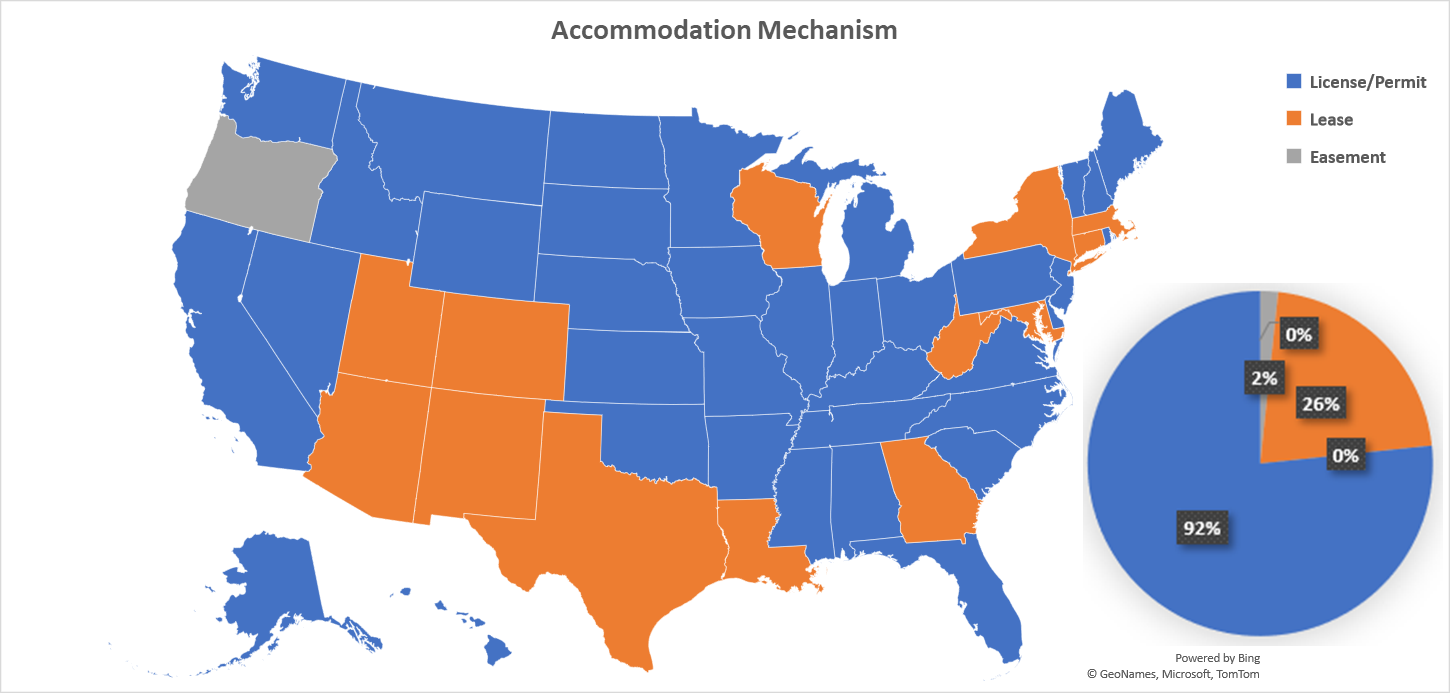 Accommodation Mechanism
License/Permit
Lease
Easement
0%
2%
26%
0%
92%
Powered by Bing
© GeoNames, Microsoft, TomTom